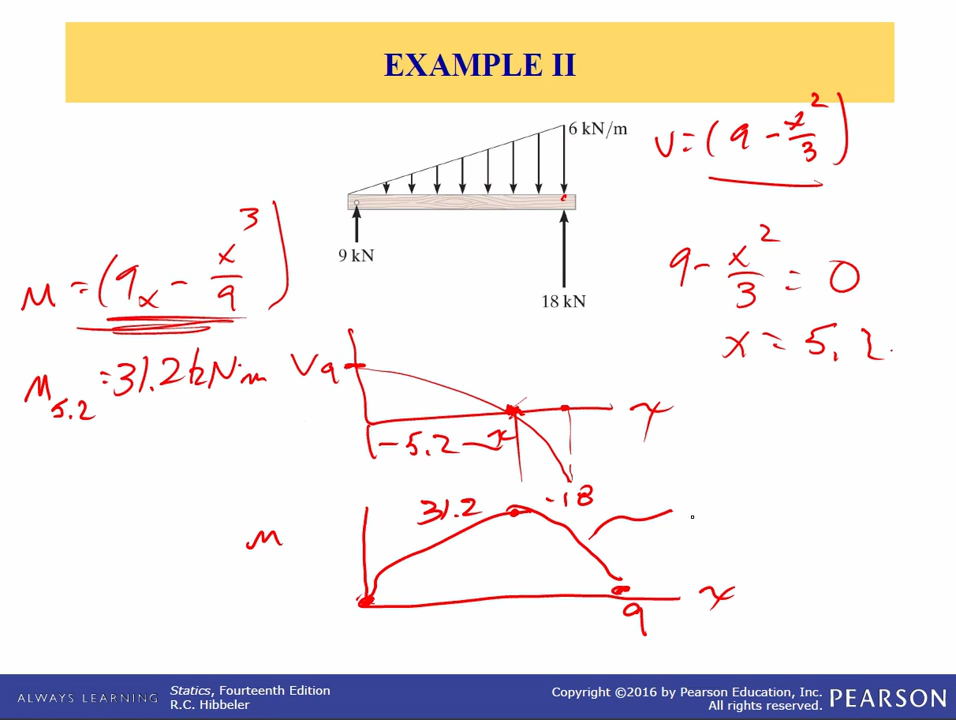 EXAMPLE II
6 kN/m
V = (9 - x²/3)
9 kN
18 kN
M = (9x - x³/9)
9 - x²/3 = 0
x = 5.2
M5.2 = 31.2 kN·m
V 9
x
5.2
-18
31.2
M
x
9
ALWAYS LEARNING
Statics, Fourteenth Edition
R.C. Hibbeler
Copyright ©2016 by Pearson Education, Inc.
All rights reserved.
PEARSON